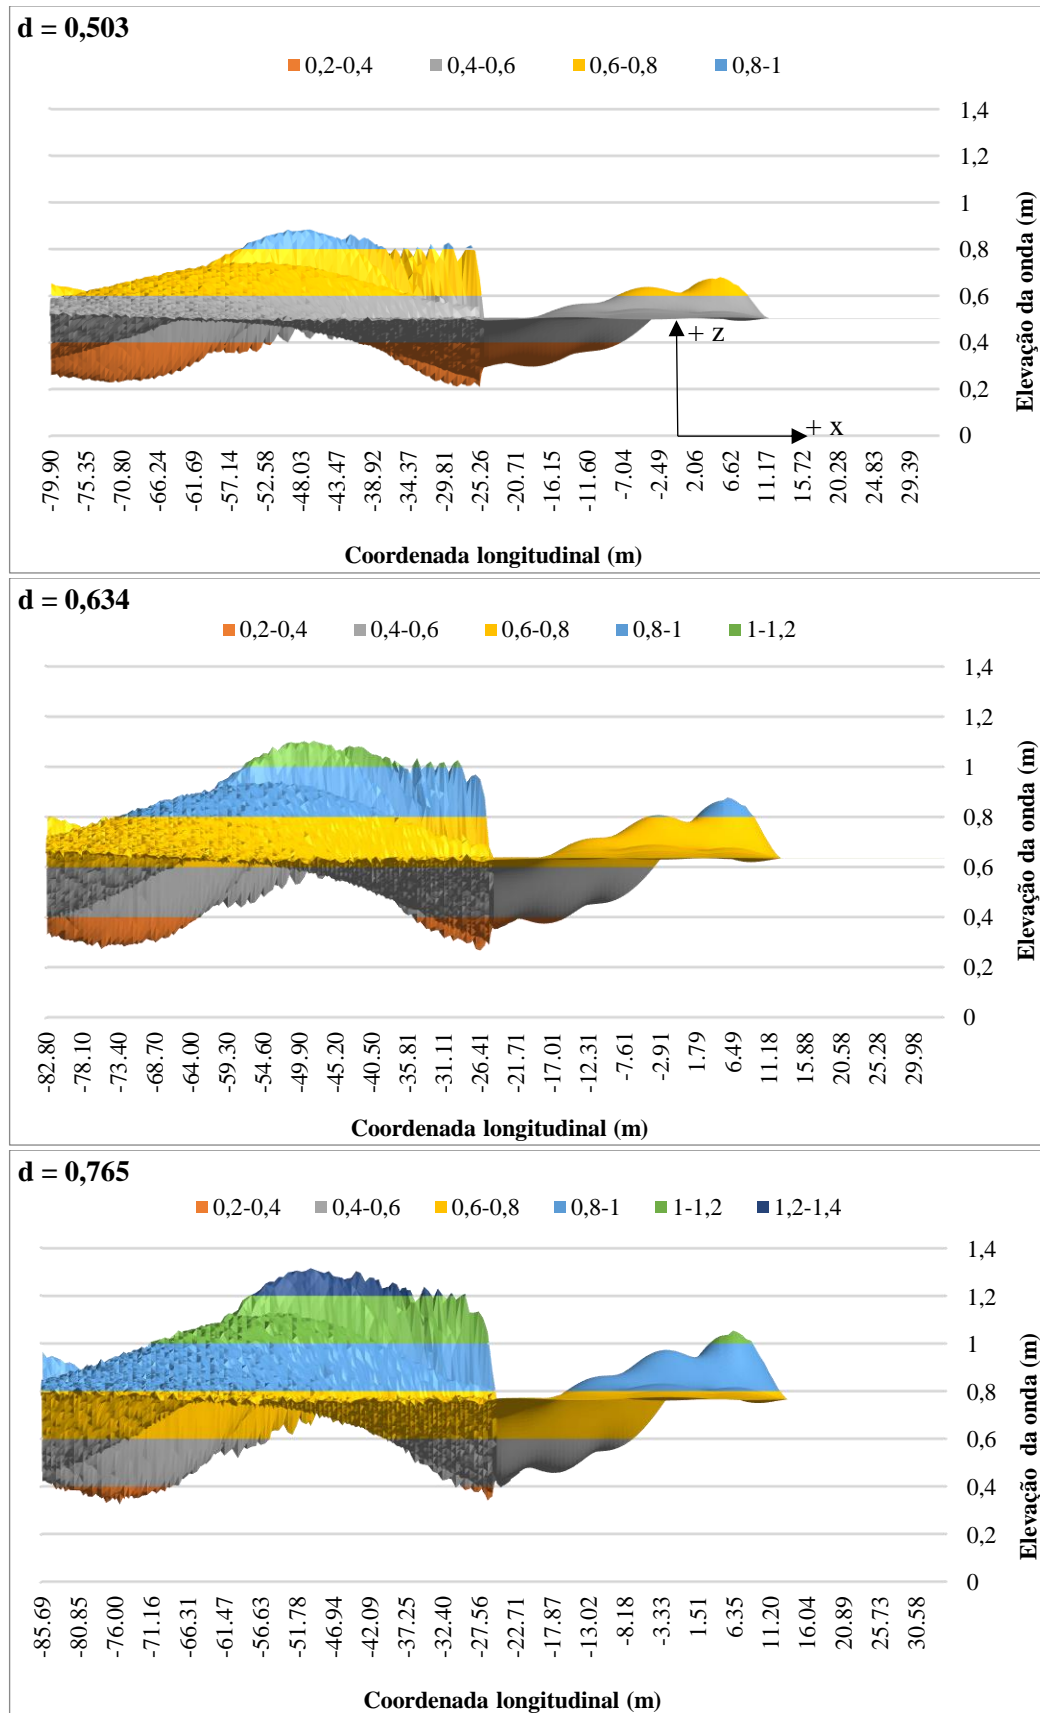 d = 0,503
0,2-0,4 0,4-0,6 0,6-0,8 0,8-1
1,4
1,2
1
0,8
0,6
0,4
0,2
0
Elevação da onda (m)
+ z
+ x
-79.90 -75.35 -70.80 -66.24 -61.69 -57.14 -52.58 -48.03 -43.47 -38.92 -34.37 -29.81 -25.26 -20.71 -16.15 -11.60 -7.04 -2.49 2.06 6.62 11.17 15.72 20.28 24.83 29.39
Coordenada longitudinal (m)
d = 0,634
0,2-0,4 0,4-0,6 0,6-0,8 0,8-1 1-1,2
1,4
1,2
1
0,8
0,6
0,4
0,2
0
Elevação da onda (m)
-82.80 -78.10 -73.40 -68.70 -64.00 -59.30 -54.60 -49.90 -45.20 -40.50 -35.81 -31.11 -26.41 -21.71 -17.01 -12.31 -7.61 -2.91 1.79 6.49 11.18 15.88 20.58 25.28 29.98
Coordenada longitudinal (m)
d = 0,765
0,2-0,4 0,4-0,6 0,6-0,8 0,8-1 1-1,2 1,2-1,4
1,4
1,2
1
0,8
0,6
0,4
0,2
0
Elevação da onda (m)
-85.69 -80.85 -76.00 -71.16 -66.31 -61.47 -56.63 -51.78 -46.94 -42.09 -37.25 -32.40 -27.56 -22.71 -17.87 -13.02 -8.18 -3.33 1.51 6.35 11.20 16.04 20.89 25.73 30.58
Coordenada longitudinal (m)